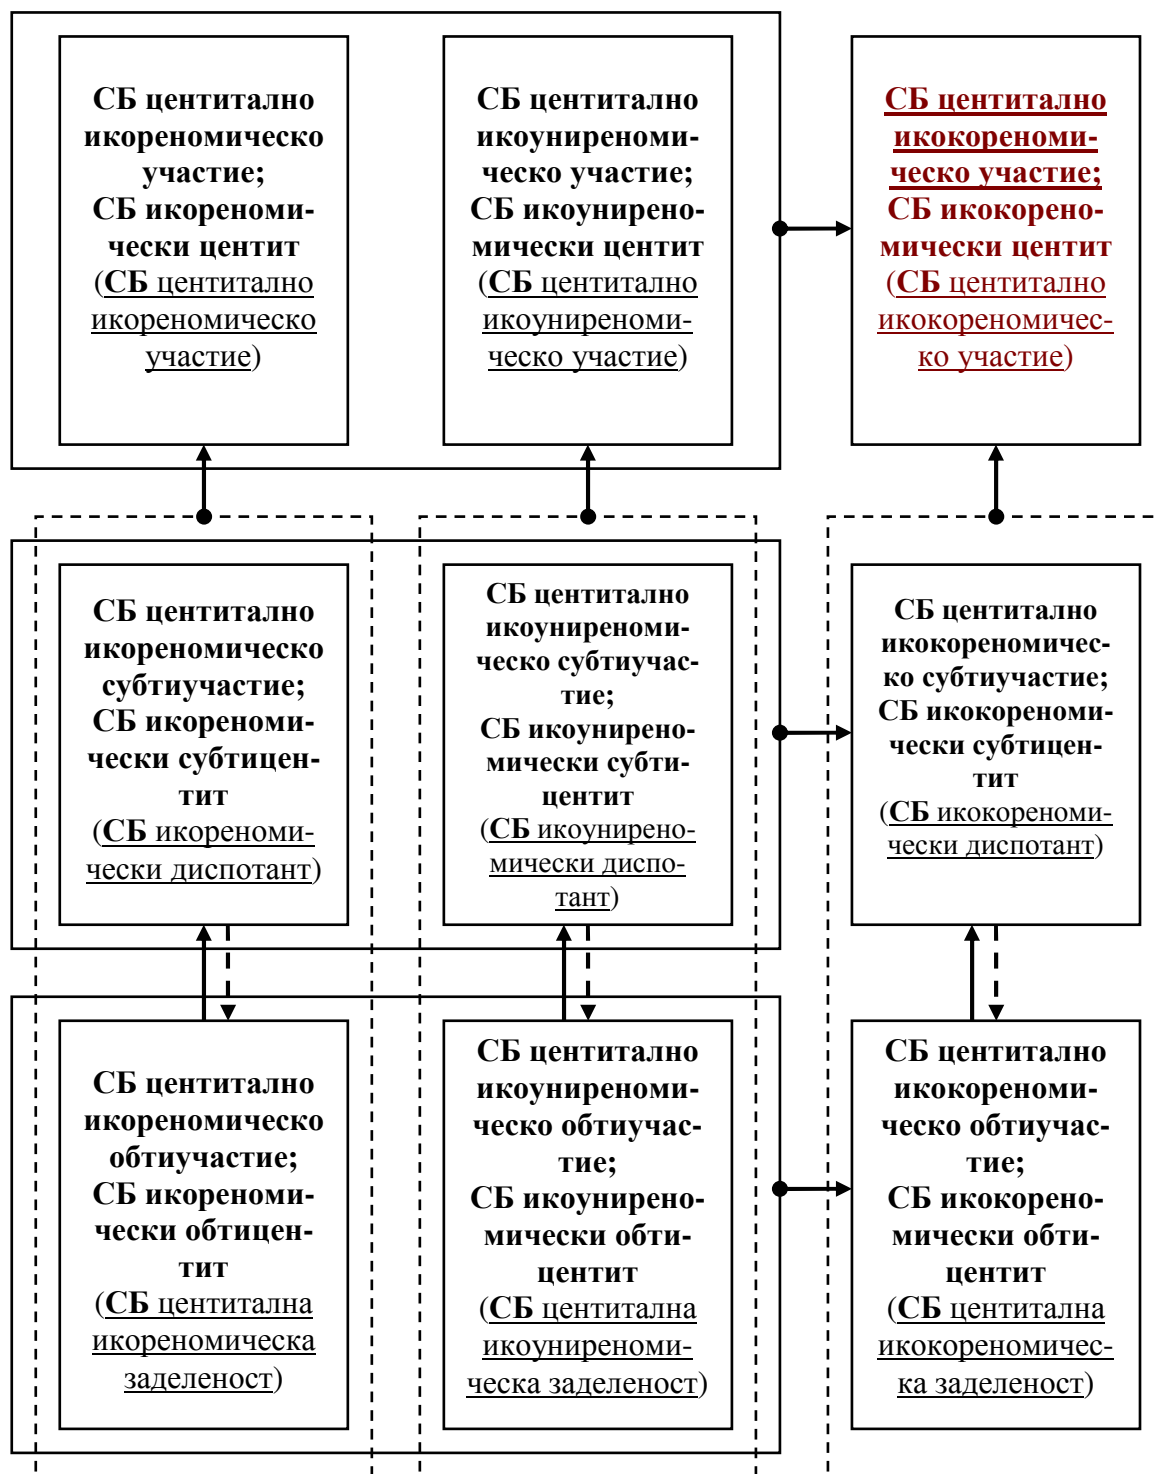 СБ центитално
икореномическо
участие;
СБ икореноми-
чески центит
(СБ центитално
икореномическо
участие)
СБ центитално
икоуниреноми-
ческо участие;
СБ икоунирено-
мически центит
(СБ центитално
икоуниреноми-
ческо участие)
СБ центитално
икокореноми-
ческо участие;
СБ икокорено-
мически центит
(СБ центитално
икокореномичес-
ко участие)
СБ центитално
икореномическо
субтиучастие;
СБ икореноми-
чески субтицен-
тит
(СБ икореноми-
чески диспотант)
СБ центитално
икоуниреноми-
ческо субтиучас-
тие;
СБ икоунирено-
мически субти-
центит
(СБ икоунирено-
мически диспо-
тант)
СБ центитално
икокореномичес-
ко субтиучастие;
СБ икокореноми-
чески субтицен-
тит
(СБ икокореноми-
чески диспотант)
СБ центитално
икореномическо
обтиучастие;
СБ икореноми-
чески обтицен-
тит
(СБ центитална
икореномическа
заделеност)
СБ центитално
икоуниреноми-
ческо обтиучас-
тие;
СБ икоунирено-
мически обти-
центит
(СБ центитална
икоуниреноми-
ческа заделеност)
СБ центитално
икокореноми-
ческо обтиучас-
тие;
СБ икокорено-
мически обти-
центит
(СБ центитална
икокореномичес-
ка заделеност)